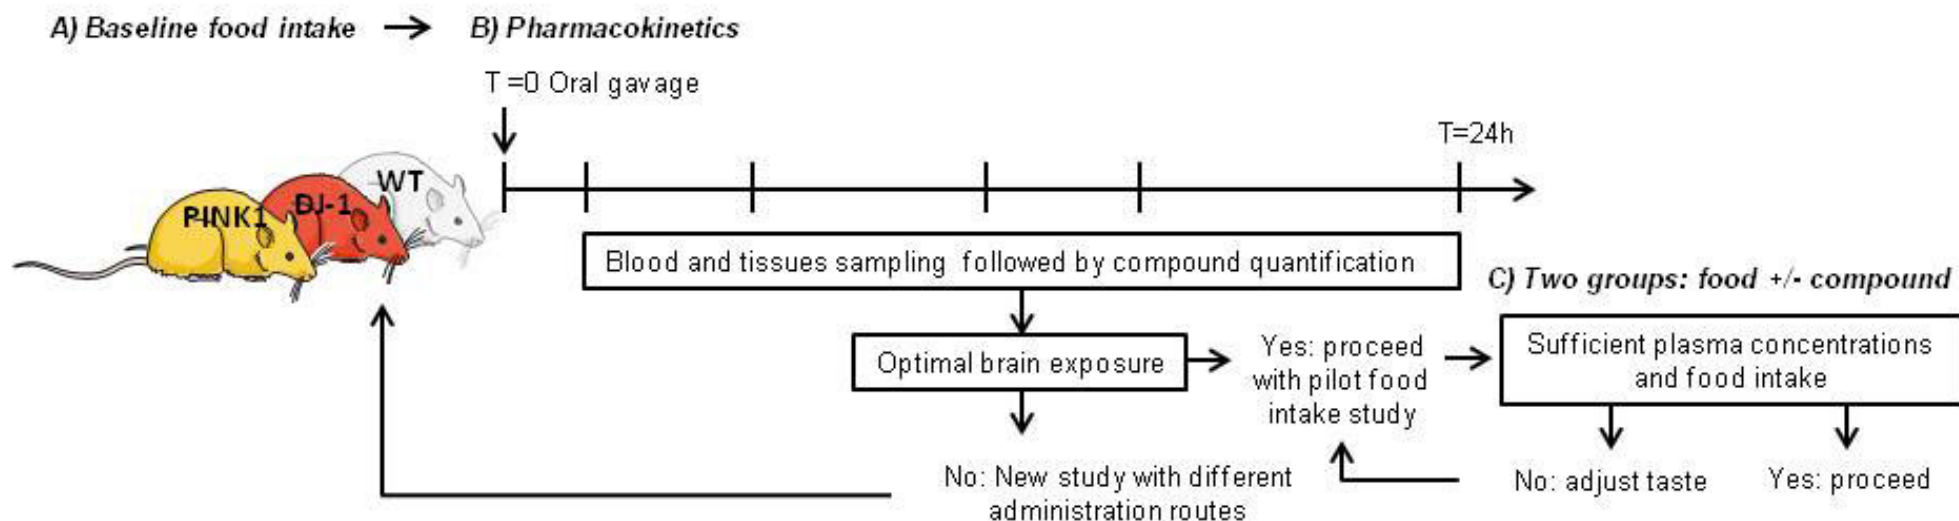 A) Baseline food intake
B) Pharmacokinetics
T =0 Oral gavage
T=24h
PINK1
DJ-1
WT
Blood and tissues sampling followed by compound quantification
C) Two groups: food +/- compound
Optimal brain exposure
Yes: proceed
with pilot food
intake study
Sufficient plasma concentrations
and food intake
No: New study with different
administration routes
No: adjust taste
Yes: proceed